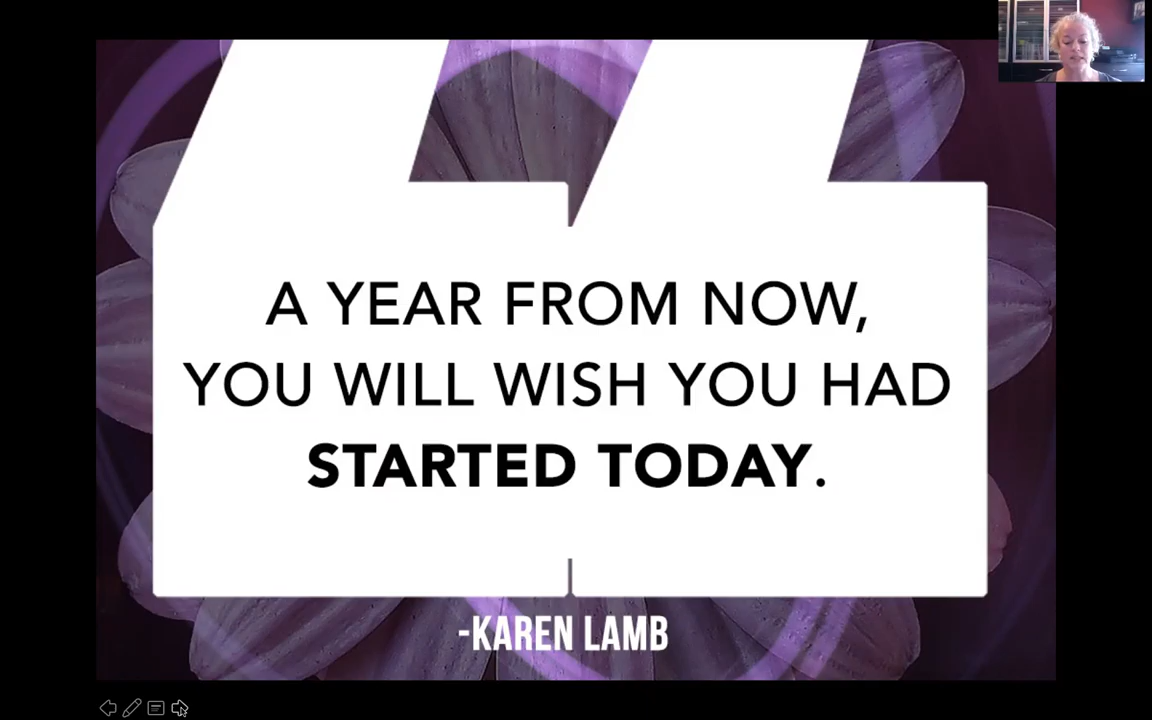 A YEAR FROM NOW,
YOU WILL WISH YOU HAD
STARTED TODAY.
-KAREN LAMB